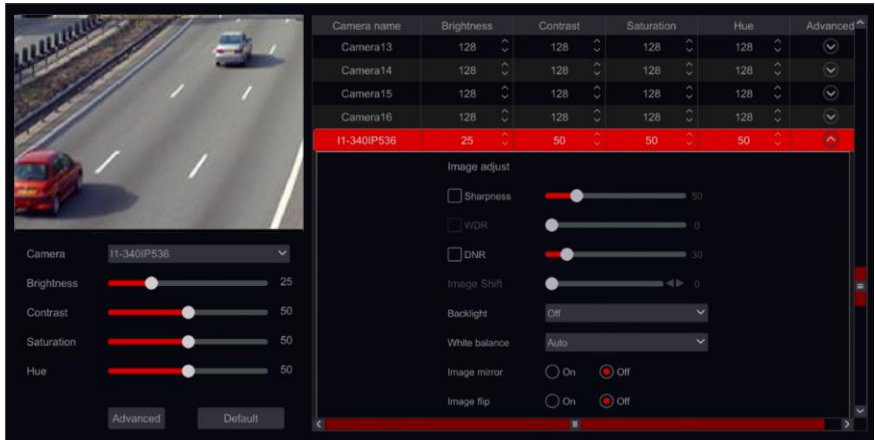 Camera name Brightness Contrast Saturation Hue Advanced
Camera13 128 128 128 128
Camera14 128 128 128 128
Camera15 128 128 128 128
Camera16 128 128 128 128
I1-340IP536 25 50 50 50
Image adjust
Sharpness 50
WDR 0
DNR 30
Image Shift 0
Backlight Off
White balance Auto
Image mirror On Off
Image flip On Off
Camera I1-340IP536
Brightness 25
Contrast 50
Saturation 50
Hue 50
Advanced Default